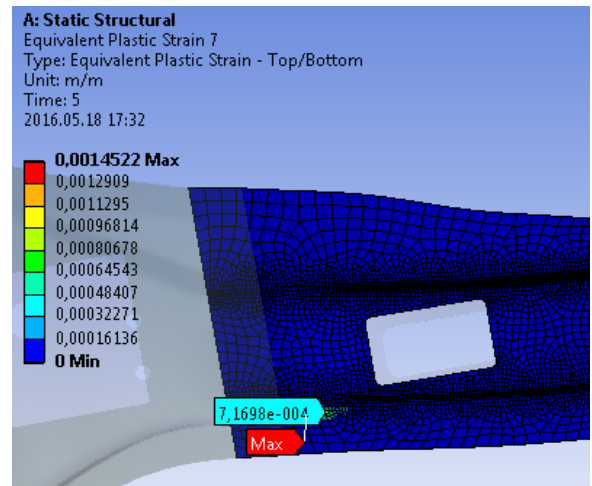 A: Static Structural
Equivalent Plastic Strain 7
Type: Equivalent Plastic Strain - Top/Bottom
Unit: m/m
Time: 5
2016.05.18 17:32
0,0014522 Max
0,0012909
0,0011295
0,00096814
0,00080678
0,00064543
0,00048407
0,00032271
0,00016136
0 Min
7,1698e-004
Max